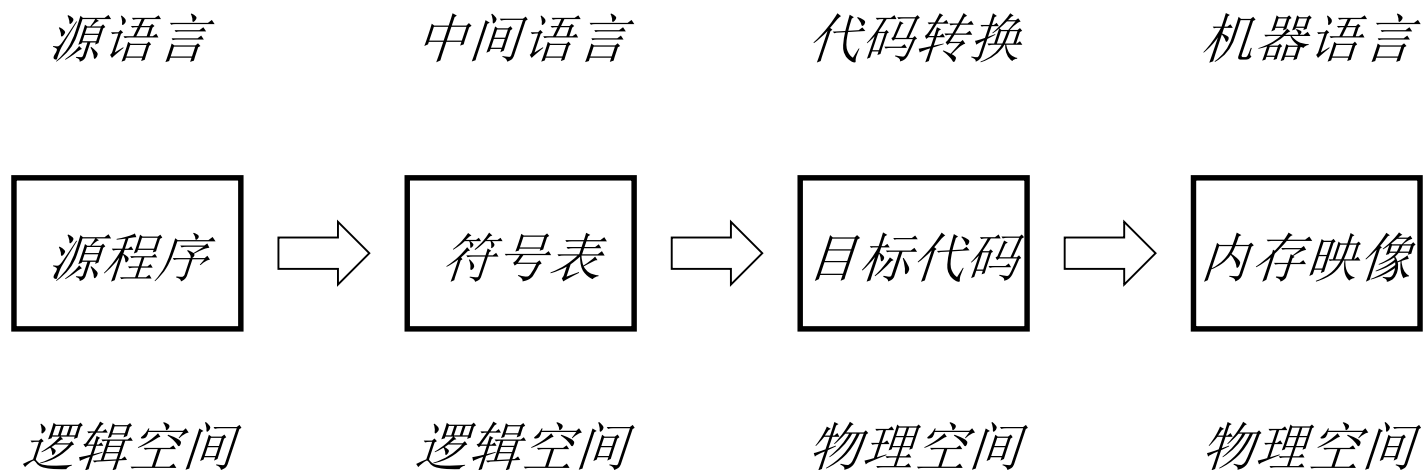 源语言 中间语言 代码转换 机器语言
源程序 符号表 目标代码 内存映像
逻辑空间 逻辑空间 物理空间 物理空间